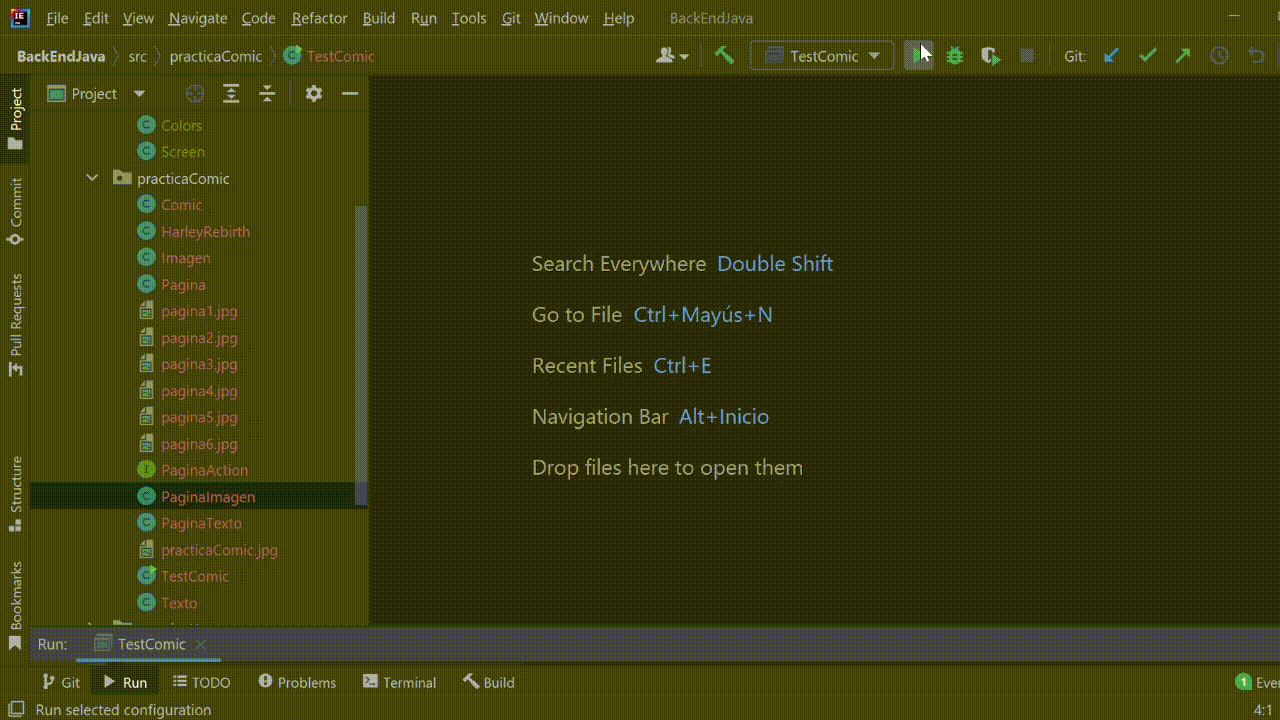 IE File Edit View Navigate Code Refactor Build Run Tools Git Window Help BackEndJava
BackEndJava src practicaComic TestComic TestComic Git:
Project Project
Colors
Screen
practicaComic
Commit
Comic
HarleyRebirth
Imagen
Pagina
Pull Requests
pagina1.jpg
pagina2.jpg
pagina3.jpg
pagina4.jpg
pagina5.jpg
pagina6.jpg
PaginaAction
Structure
PaginaImagen
PaginaTexto
practicaComic.jpg
TestComic
Bookmarks
Texto
Search Everywhere Double Shift
Go to File Ctrl+Mayús+N
Recent Files Ctrl+E
Navigation Bar Alt+Inicio
Drop files here to open them
Run: TestComic
Git Run TODO Problems Terminal Build 1 Even
Run selected configuration 4:1